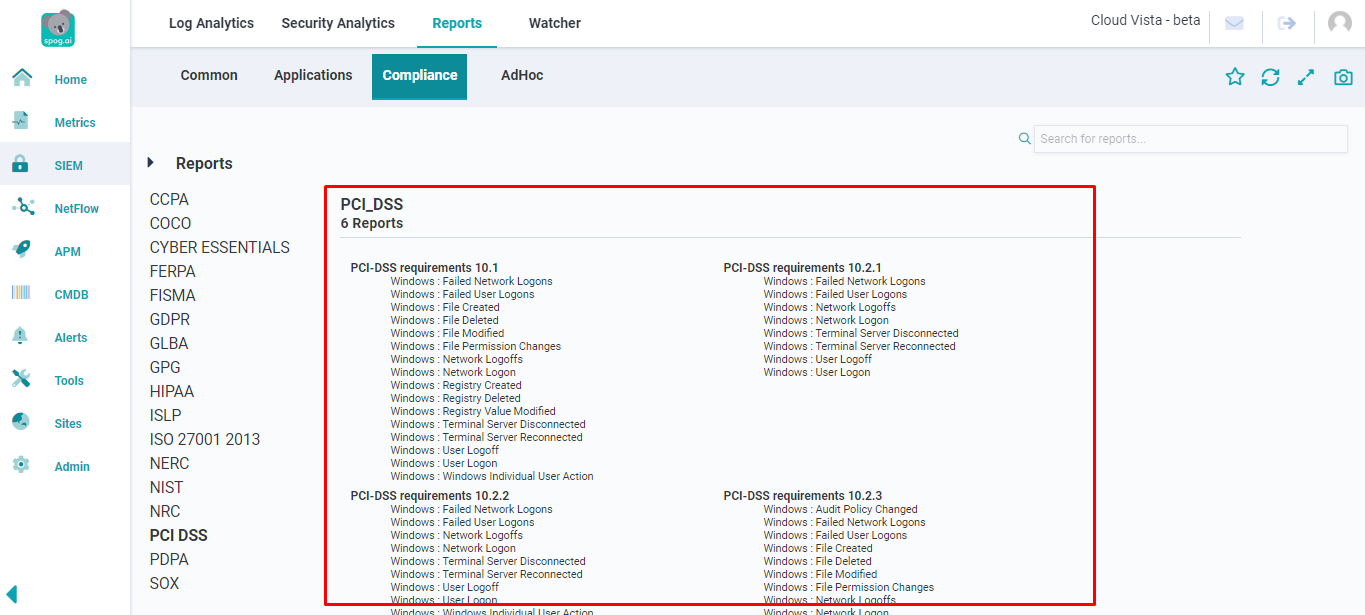 spog.ai
Log Analytics
Security Analytics
Reports
Watcher
Cloud Vista - beta
Home
Metrics
SIEM
NetFlow
APM
CMDB
Alerts
Tools
Sites
Admin
Common
Applications
Compliance
AdHoc
Search for reports...
Reports
CCPA
COCO
CYBER ESSENTIALS
FERPA
FISMA
GDPR
GLBA
GPG
HIPAA
ISLP
ISO 27001 2013
NERC
NIST
NRC
PCI DSS
PDPA
SOX
PCI_DSS
6 Reports
PCI-DSS requirements 10.1
Windows : Failed Network Logons
Windows : Failed User Logons
Windows : File Created
Windows : File Deleted
Windows : File Modified
Windows : File Permission Changes
Windows : Network Logoffs
Windows : Network Logon
Windows : Registry Created
Windows : Registry Deleted
Windows : Registry Value Modified
Windows : Terminal Server Disconnected
Windows : Terminal Server Reconnected
Windows : User Logoff
Windows : User Logon
Windows : Windows Individual User Action
PCI-DSS requirements 10.2.1
Windows : Failed Network Logons
Windows : Failed User Logons
Windows : Network Logoffs
Windows : Network Logon
Windows : Terminal Server Disconnected
Windows : Terminal Server Reconnected
Windows : User Logoff
Windows : User Logon
PCI-DSS requirements 10.2.2
Windows : Failed Network Logons
Windows : Failed User Logons
Windows : Network Logoffs
Windows : Network Logon
Windows : Terminal Server Disconnected
Windows : Terminal Server Reconnected
Windows : User Logoff
Windows : User Logon
Windows : Windows Individual User Action
PCI-DSS requirements 10.2.3
Windows : Audit Policy Changed
Windows : Failed Network Logons
Windows : Failed User Logons
Windows : File Created
Windows : File Deleted
Windows : File Modified
Windows : File Permission Changes
Windows : Network Logoffs
Windows : Network Logon